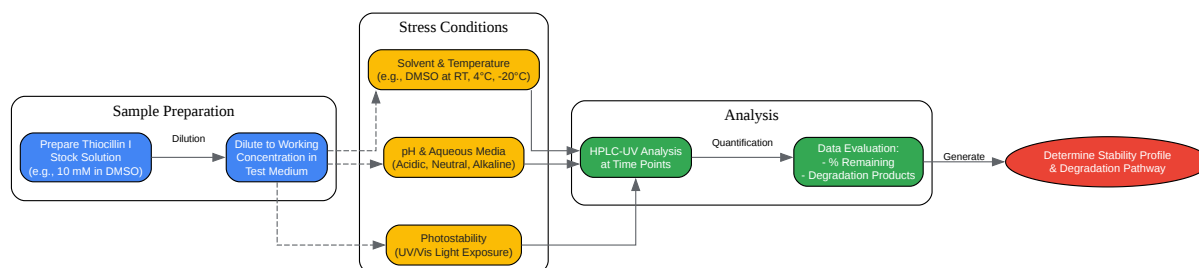 Sample Preparation
Prepare Thiocillin I
Stock Solution
(e.g., 10 mM in DMSO)
Dilution
Dilute to Working
Concentration in
Test Medium
Stress Conditions
Solvent & Temperature
(e.g., DMSO at RT, 4°C, -20°C)
pH & Aqueous Media
(Acidic, Neutral, Alkaline)
Photostability
(UV/Vis Light Exposure)
Analysis
HPLC-UV Analysis
at Time Points
Quantification
Data Evaluation:
- % Remaining
- Degradation Products
Generate
Determine Stability Profile
& Degradation Pathway